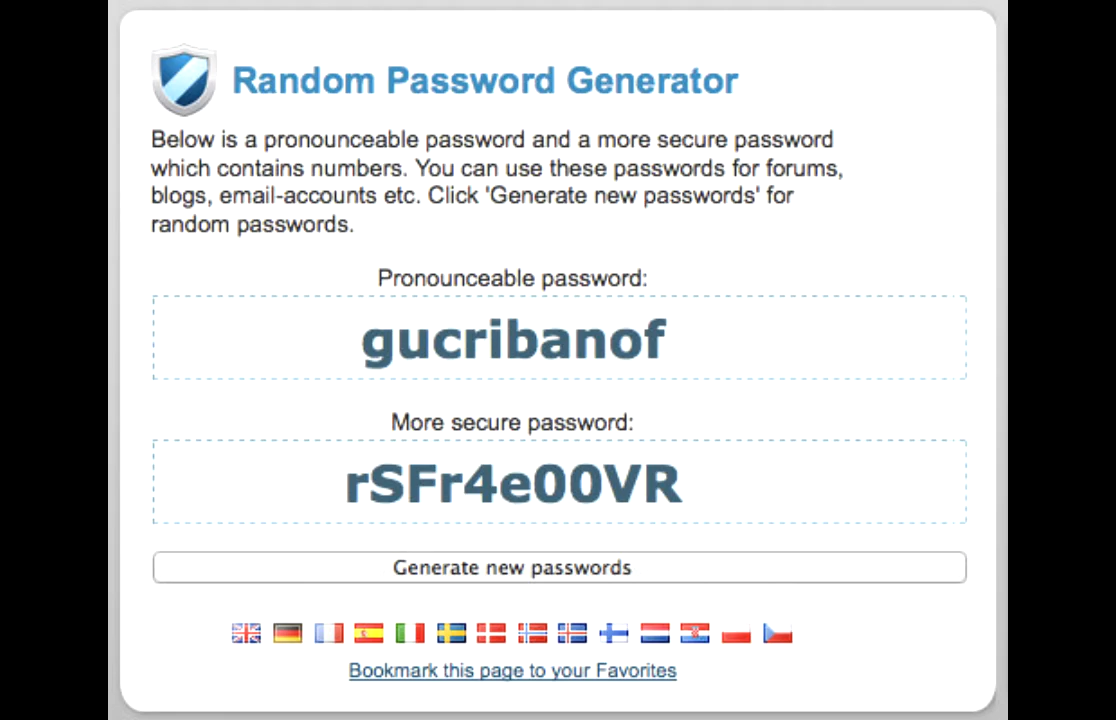 Random Password Generator
Below is a pronounceable password and a more secure password
which contains numbers. You can use these passwords for forums,
blogs, email-accounts etc. Click 'Generate new passwords' for
random passwords.
Pronounceable password:
gucribanof
More secure password:
rSFr4e00VR
Generate new passwords
Bookmark this page to your Favorites